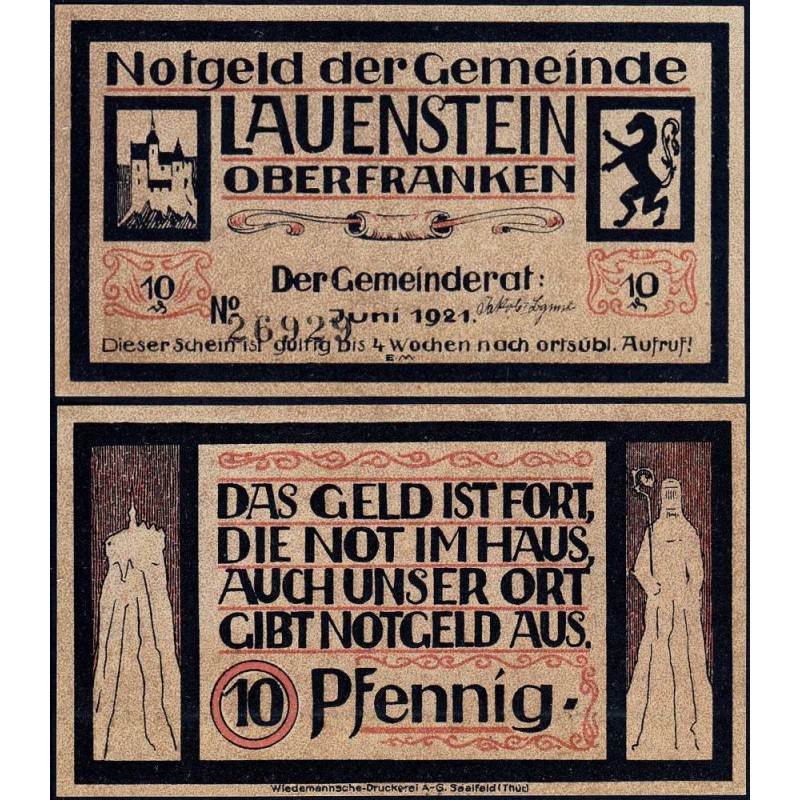 Notgeld der Gemeinde
LAUENSTEIN
OBERFRANKEN
Der Gemeinderat:
10 10
No 26929 Juni 1921.
Dieser Schein ist gültig bis 4 Wochen nach ortsübl. Aufruf!
E.M
DAS GELD IST FORT,
DIE NOT IM HAUS,
AUCH UNSER ORT
GIBT NOTGELD AUS.
10 Pfennig.
Wiedemannsche-Druckerei A-G. Saalfeld (Thür.)